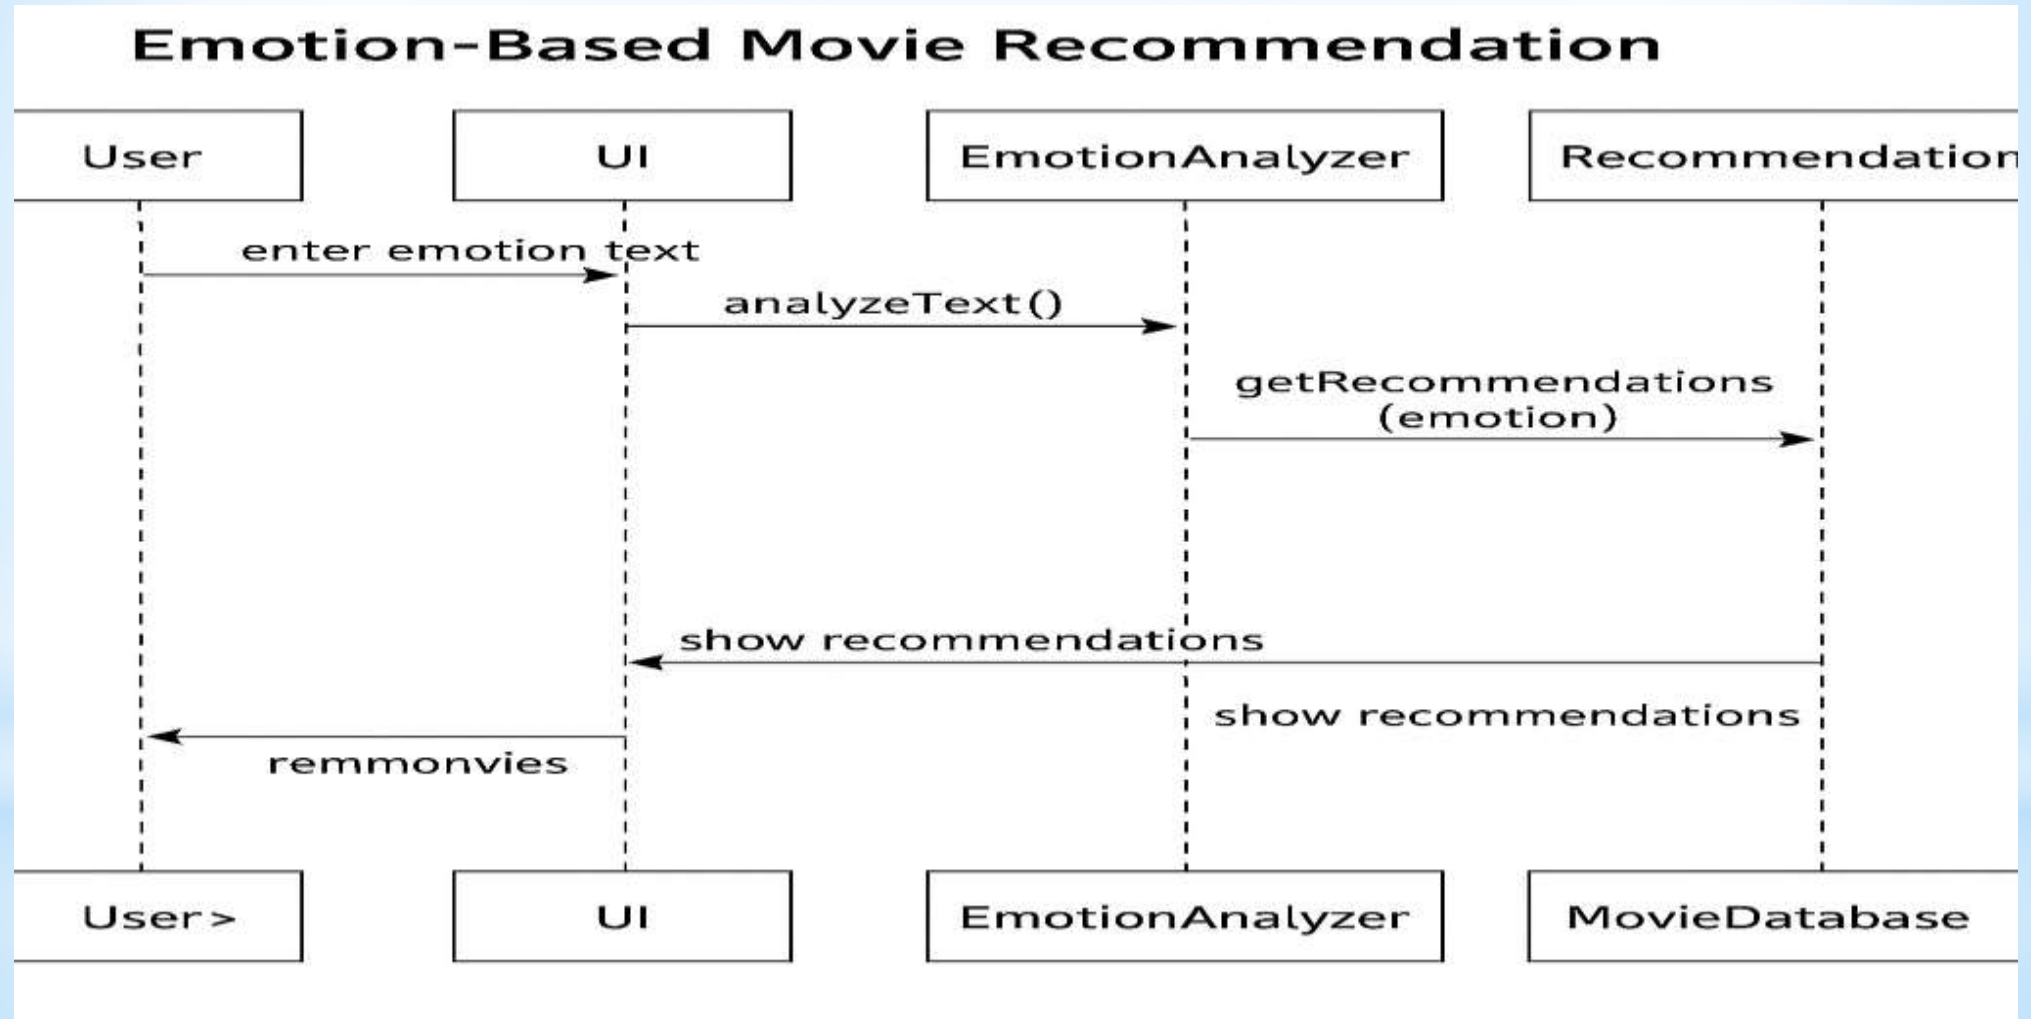 Emotion-Based Movie Recommendation
User
UI
EmotionAnalyzer
Recommendation
enter emotion text
analyzeText()
getRecommendations
(emotion)
show recommendations
show recommendations
remmonvies
User>
UI
EmotionAnalyzer
MovieDatabase